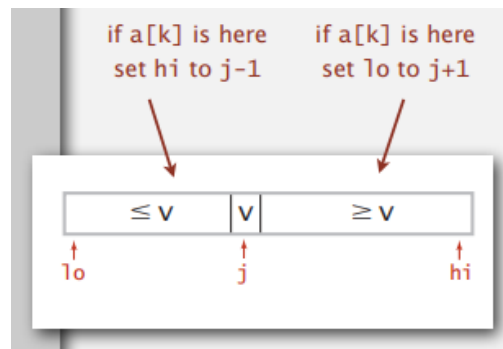 if a[k] is here
set hi to j-1
if a[k] is here
set lo to j+1
≤ v
v
≥ v
lo
j
hi